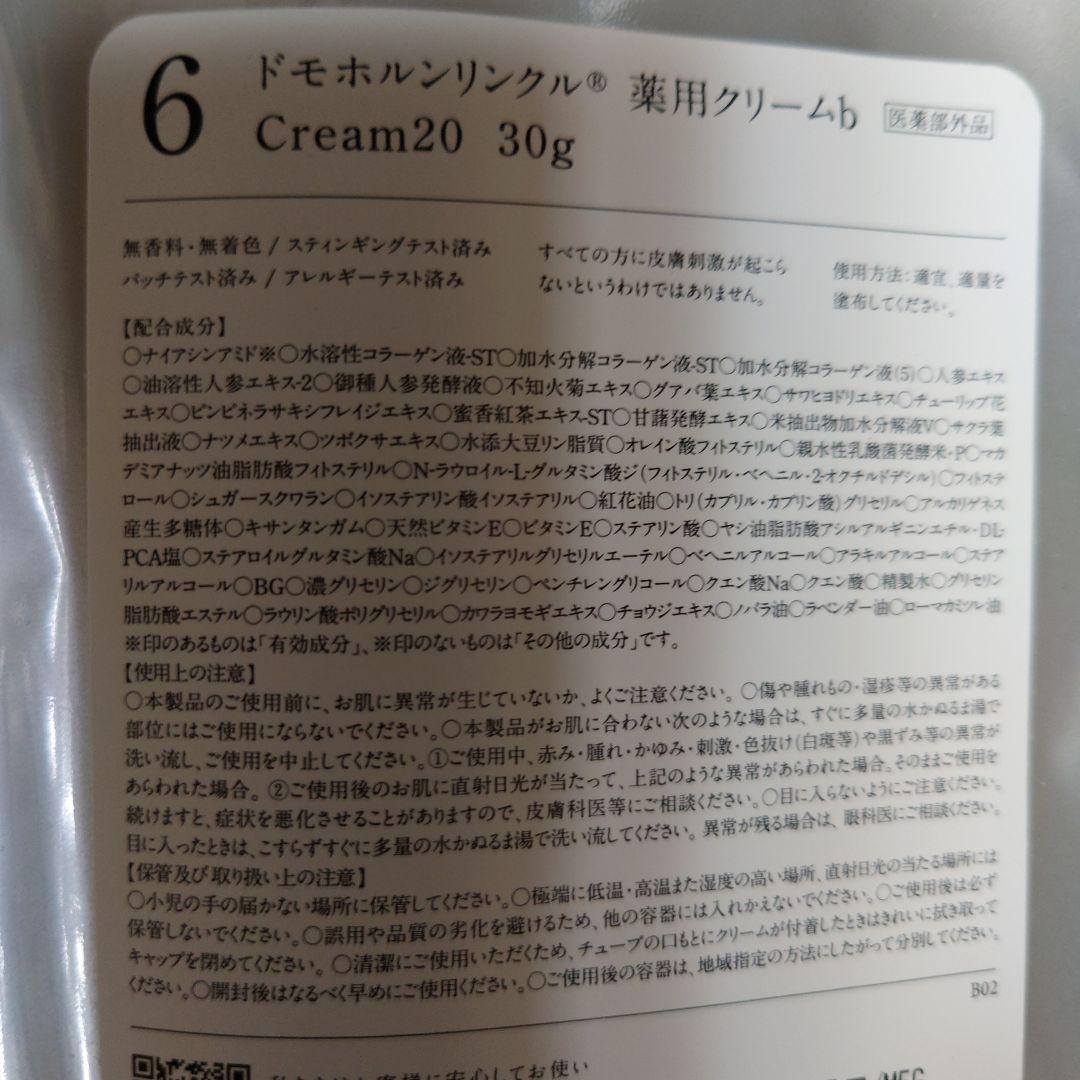 6
ドモホルンリンクル® 薬用クリームb 医薬部外品
Cream20 30g
無香料・無着色 / スティンギングテスト済み
パッチテスト済み / アレルギーテスト済み
すべての方に皮膚刺激が起こら
ないというわけではありません。
使用方法:適宜、適量を
塗布してください。
【配合成分】
○ナイアシンアミド※○水溶性コラーゲン液-ST○加水分解コラーゲン液-ST○加水分解コラーゲン液(5)○人参エキス
○油溶性人参エキス-2○御種人参発酵液○不知火菊エキス○グアバ葉エキス○サワヒヨドリエキス○チューリップ花
エキス○ピンピネラサキシフレイジエキス○蜜香紅茶エキス-ST○甘藷発酵エキス○米抽出物加水分解液V○サクラ葉
抽出液○ナツメエキス○ツボクサエキス○水添大豆リン脂質○オレイン酸フィトステリル○親水性乳酸菌発酵米・P○マカ
デミアナッツ油脂肪酸フィトステリル○N-ラウロイル-L-グルタミン酸ジ(フィトステリル・ベヘニル・2-オクチルドデシル)○フィトステ
ロール○シュガースクワラン○イソステアリン酸イソステアリル○紅花油○トリ(カプリル・カプリン酸)グリセリル○アルカリゲネス
産生多糖体○キサンタンガム○天然ビタミンE○ビタミンE○ステアリン酸○ヤシ油脂肪酸アシルアルギニンエチル・DL-
PCA塩○ステアロイルグルタミン酸Na○イソステアリルグリセリルエーテル○ベヘニルアルコール○アラキルアルコール○ステア
リルアルコール○BG○濃グリセリン○ジグリセリン○ペンチレングリコール○クエン酸Na○クエン酸○精製水○グリセリン
脂肪酸エステル○ラウリン酸ポリグリセリル○カワラヨモギエキス○チョウジエキス○ノバラ油○ラベンダー油○ローマカミツレ油
※印のあるものは「有効成分」、※印のないものは「その他の成分」です。
【使用上の注意】
○本製品のご使用前に、お肌に異常が生じていないか、よくご注意ください。○傷や腫れもの・湿疹等の異常がある
部位にはご使用にならないでください。○本製品がお肌に合わない次のような場合は、すぐに多量の水かぬるま湯で
洗い流し、ご使用を中止してください。①ご使用中、赤み・腫れ・かゆみ・刺激・色抜け(白斑等)や黒ずみ等の異常が
あらわれた場合。②ご使用後のお肌に直射日光が当たって、上記のような異常があらわれた場合。そのままご使用を
続けますと、症状を悪化させることがありますので、皮膚科医等にご相談ください。○目に入らないようにご注意ください。
目に入ったときは、こすらずすぐに多量の水かぬるま湯で洗い流してください。異常が残る場合は、眼科医にご相談ください。
【保管及び取り扱い上の注意】
○小児の手の届かない場所に保管してください。○極端に低温・高温また湿度の高い場所、直射日光の当たる場所には
保管しないでください。○誤用や品質の劣化を避けるため、他の容器には入れかえないでください。○ご使用後は必ず
キャップを閉めてください。○清潔にご使用いただくため、チューブの口もとにクリームが付着したときはきれいに拭き取って
ください。○開封後はなるべく早めにご使用ください。○ご使用後の容器は、地域指定の方法にしたがって分別してください。
B02